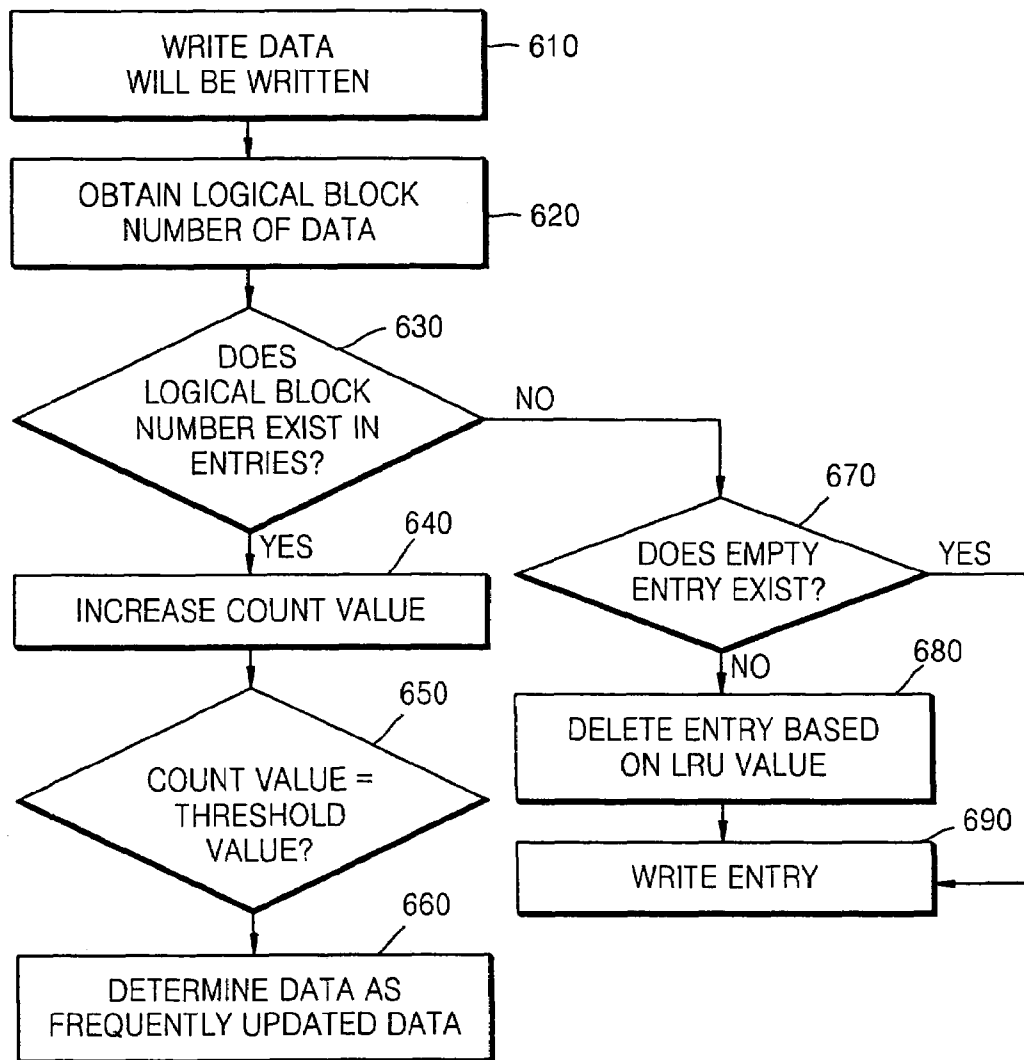 WRITE DATA
WILL BE WRITTEN
610
OBTAIN LOGICAL BLOCK
NUMBER OF DATA
620
630
DOES
LOGICAL BLOCK
NUMBER EXIST IN
ENTRIES?
NO
YES
640
INCREASE COUNT VALUE
650
COUNT VALUE =
THRESHOLD
VALUE?
660
DETERMINE DATA AS
FREQUENTLY UPDATED DATA
670
DOES EMPTY
ENTRY EXIST?
YES
NO
680
DELETE ENTRY BASED
ON LRU VALUE
690
WRITE ENTRY